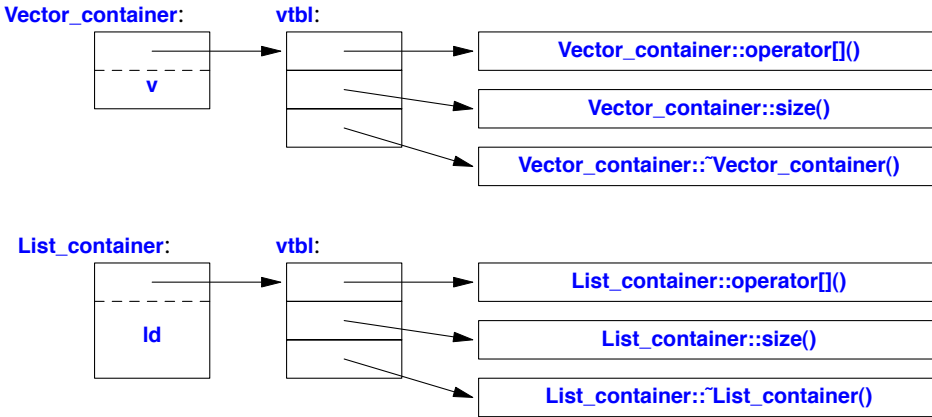 Vector_container: vtbl:
Vector_container::operator[]()
v
Vector_container::size()
Vector_container::˜Vector_container()
List_container: vtbl:
List_container::operator[]()
ld
List_container::size()
List_container::˜List_container()